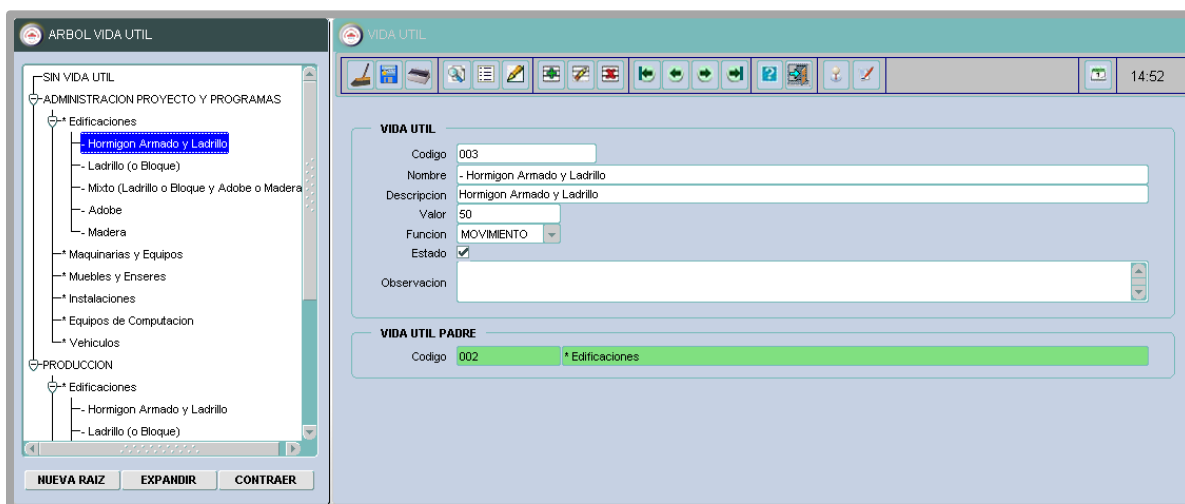 ARBOL VIDA UTIL
SIN VIDA UTIL
ADMINISTRACION PROYECTO Y PROGRAMAS
* Edificaciones
- Hormigon Armado y Ladrillo
- Ladrillo (o Bloque)
- Mixto (Ladrillo o Bloque y Adobe o Madera
- Adobe
- Madera
* Maquinarias y Equipos
* Muebles y Enseres
* Instalaciones
* Equipos de Computacion
* Vehiculos
PRODUCCION
* Edificaciones
- Hormigon Armado y Ladrillo
- Ladrillo (o Bloque)
NUEVA RAIZ EXPANDIR CONTRAER
VIDA UTIL
14:52
VIDA UTIL
Codigo 003
Nombre - Hormigon Armado y Ladrillo
Descripcion Hormigon Armado y Ladrillo
Valor 50
Funcion MOVIMIENTO
Estado
Observacion
VIDA UTIL PADRE
Codigo 002 * Edificaciones